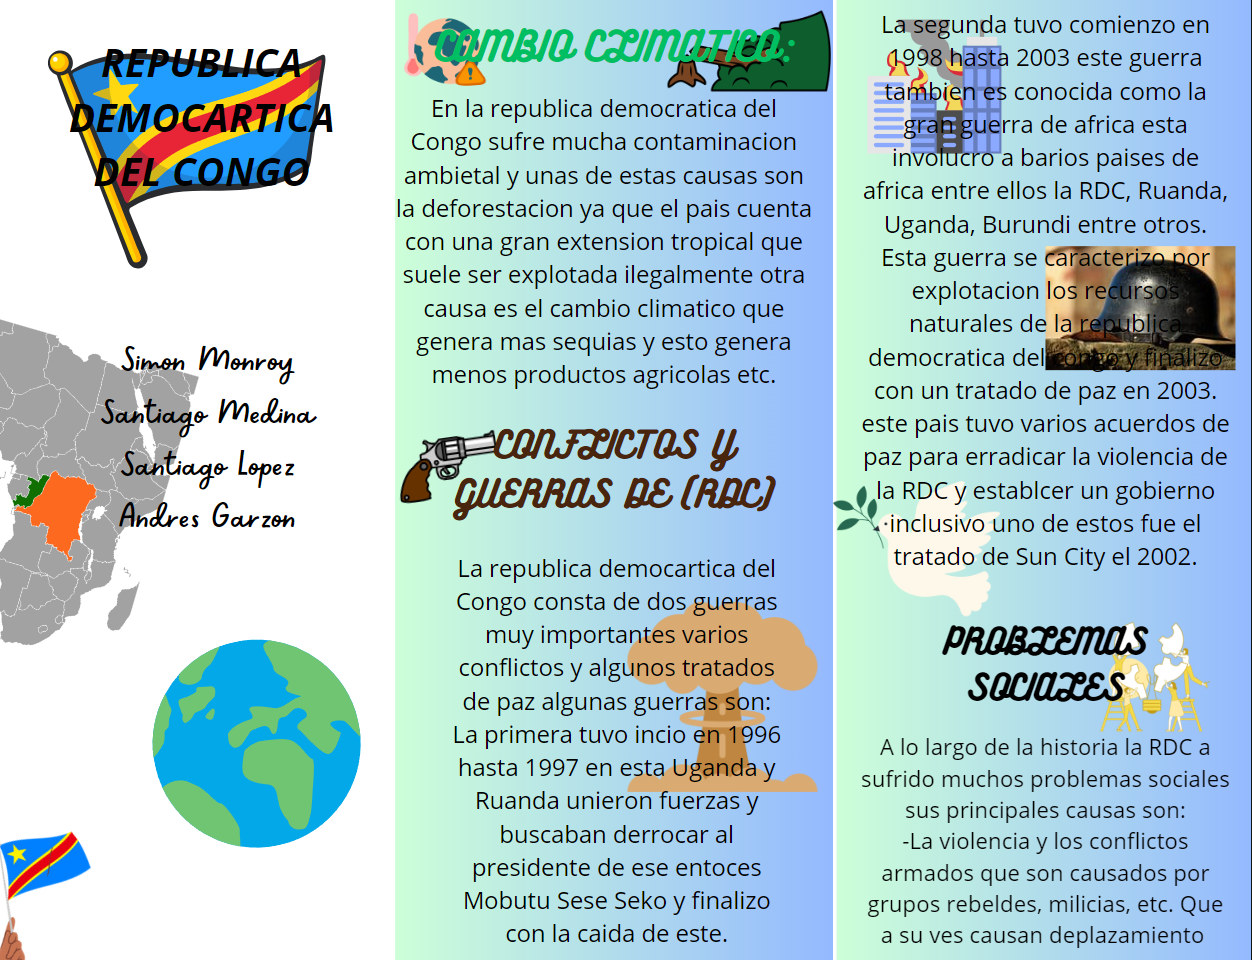 REPUBLICA
DEMOCARTICA
DEL CONGO
Simon Monroy
Santiago Medina
Santiago Lopez
Andres Garzon
CAMBIO CLIMATICO:
En la republica democratica del
Congo sufre mucha contaminacion
ambietal y unas de estas causas son
la deforestacion ya que el pais cuenta
con una gran extension tropical que
suele ser explotada ilegalmente otra
causa es el cambio climatico que
genera mas sequias y esto genera
menos productos agricolas etc.
CONFLICTOS Y
GUERRAS DE (RDC)
La republica democartica del
Congo consta de dos guerras
muy importantes varios
conflictos y algunos tratados
de paz algunas guerras son:
La primera tuvo incio en 1996
hasta 1997 en esta Uganda y
Ruanda unieron fuerzas y
buscaban derrocar al
presidente de ese entoces
Mobutu Sese Seko y finalizo
con la caida de este.
La segunda tuvo comienzo en
1998 hasta 2003 este guerra
tambien es conocida como la
gran guerra de africa esta
involucro a barios paises de
africa entre ellos la RDC, Ruanda,
Uganda, Burundi entre otros.
Esta guerra se caracterizo por
explotacion los recursos
naturales de la republica
democratica del congo y finalizo
con un tratado de paz en 2003.
este pais tuvo varios acuerdos de
paz para erradicar la violencia de
la RDC y establcer un gobierno
·inclusivo uno de estos fue el
tratado de Sun City el 2002.
PROBLEMAS
SOCIALES
A lo largo de la historia la RDC a
sufrido muchos problemas sociales
sus principales causas son:
-La violencia y los conflictos
armados que son causados por
grupos rebeldes, milicias, etc. Que
a su ves causan deplazamiento